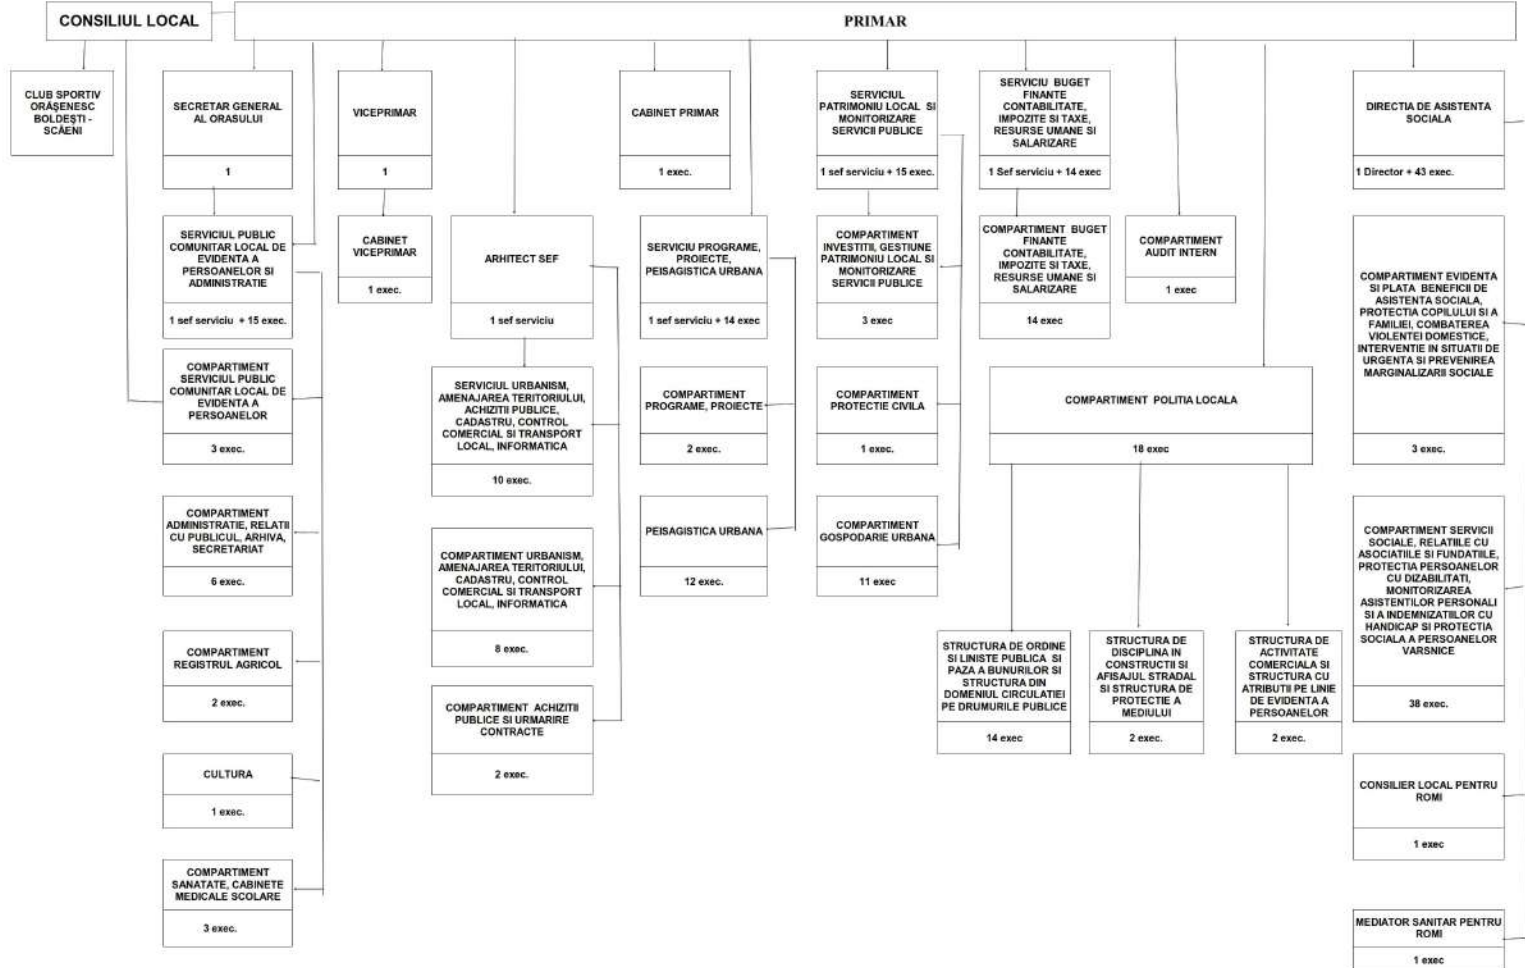 CONSILIUL LOCAL
PRIMAR
CLUB SPORTIV
ORĂŞENESC
BOLDEŞTI -
SCĂENI
SECRETAR GENERAL
AL ORASULUI
1
VICEPRIMAR
1
CABINET PRIMAR
1 exec.
SERVICIUL
PATRIMONIU LOCAL SI
MONITORIZARE
SERVICII PUBLICE
1 sef serviciu + 15 exec.
SERVICIU BUGET
FINANTE
CONTABILITATE,
IMPOZITE SI TAXE,
RESURSE UMANE SI
SALARIZARE
1 Sef serviciu + 14 exec
DIRECTIA DE ASISTENTA
SOCIALA
1 Director + 43 exec.
SERVICIUL PUBLIC
COMUNITAR LOCAL DE
EVIDENTA A
PERSOANELOR SI
ADMINISTRATIE
1 sef serviciu + 15 exec.
CABINET
VICEPRIMAR
1 exec.
ARHITECT SEF
1 sef serviciu
SERVICIU PROGRAME,
PROIECTE,
PEISAGISTICA URBANA
1 sef serviciu + 14 exec
COMPARTIMENT
INVESTITII, GESTIUNE
PATRIMONIU LOCAL SI
MONITORIZARE
SERVICII PUBLICE
3 exec
COMPARTIMENT BUGET
FINANTE
CONTABILITATE,
IMPOZITE SI TAXE,
RESURSE UMANE SI
SALARIZARE
14 exec
COMPARTIMENT
AUDIT INTERN
1 exec
COMPARTIMENT EVIDENTA
SI PLATA BENEFICII DE
ASISTENTA SOCIALA,
PROTECTIA COPILULUI SI A
FAMILIEI, COMBATEREA
VIOLENTEI DOMESTICE,
INTERVENTIE IN SITUATII DE
URGENTA SI PREVENIREA
MARGINALIZARII SOCIALE
3 exec.
COMPARTIMENT
SERVICIUL PUBLIC
COMUNITAR LOCAL DE
EVIDENTA A
PERSOANELOR
3 exec.
SERVICIUL URBANISM,
AMENAJAREA TERITORIULUI,
ACHIZITII PUBLICE,
CADASTRU, CONTROL
COMERCIAL SI TRANSPORT
LOCAL, INFORMATICA
10 exec.
COMPARTIMENT
PROGRAME, PROIECTE
2 exec.
COMPARTIMENT
PROTECTIE CIVILA
1 exec.
COMPARTIMENT POLITIA LOCALA
18 exec
COMPARTIMENT
ADMINISTRATIE, RELATII
CU PUBLICUL, ARHIVA,
SECRETARIAT
6 exec.
COMPARTIMENT URBANISM,
AMENAJAREA TERITORIULUI,
CADASTRU, CONTROL
COMERCIAL SI TRANSPORT
LOCAL, INFORMATICA
8 exec.
PEISAGISTICA URBANA
12 exec.
COMPARTIMENT
GOSPODARIE URBANA
11 exec
COMPARTIMENT SERVICII
SOCIALE, RELATIILE CU
ASOCIATIILE SI FUNDATIILE,
PROTECTIA PERSOANELOR
CU DIZABILITATI,
MONITORIZAREA
ASISTENTILOR PERSONALI
SI A INDEMNIZATIILOR CU
HANDICAP SI PROTECTIA
SOCIALA A PERSOANELOR
VARSNICE
38 exec.
COMPARTIMENT
REGISTRUL AGRICOL
2 exec.
COMPARTIMENT ACHIZITII
PUBLICE SI URMARIRE
CONTRACTE
2 exec.
STRUCTURA DE ORDINE
SI LINISTE PUBLICA SI
PAZA A BUNURILOR SI
STRUCTURA DIN
DOMENIUL CIRCULATIEI
PE DRUMURILE PUBLICE
14 exec
STRUCTURA DE
DISCIPLINA IN
CONSTRUCTII SI
AFISAJUL STRADAL
SI STRUCTURA DE
PROTECTIE A
MEDIULUI
2 exec.
STRUCTURA DE
ACTIVITATE
COMERCIALA SI
STRUCTURA CU
ATRIBUTII PE LINIE
DE EVIDENTA A
PERSOANELOR
2 exec.
CULTURA
1 exec.
CONSILIER LOCAL PENTRU
ROMI
1 exec
COMPARTIMENT
SANATATE, CABINETE
MEDICALE SCOLARE
3 exec.
MEDIATOR SANITAR PENTRU
ROMI
1 exec